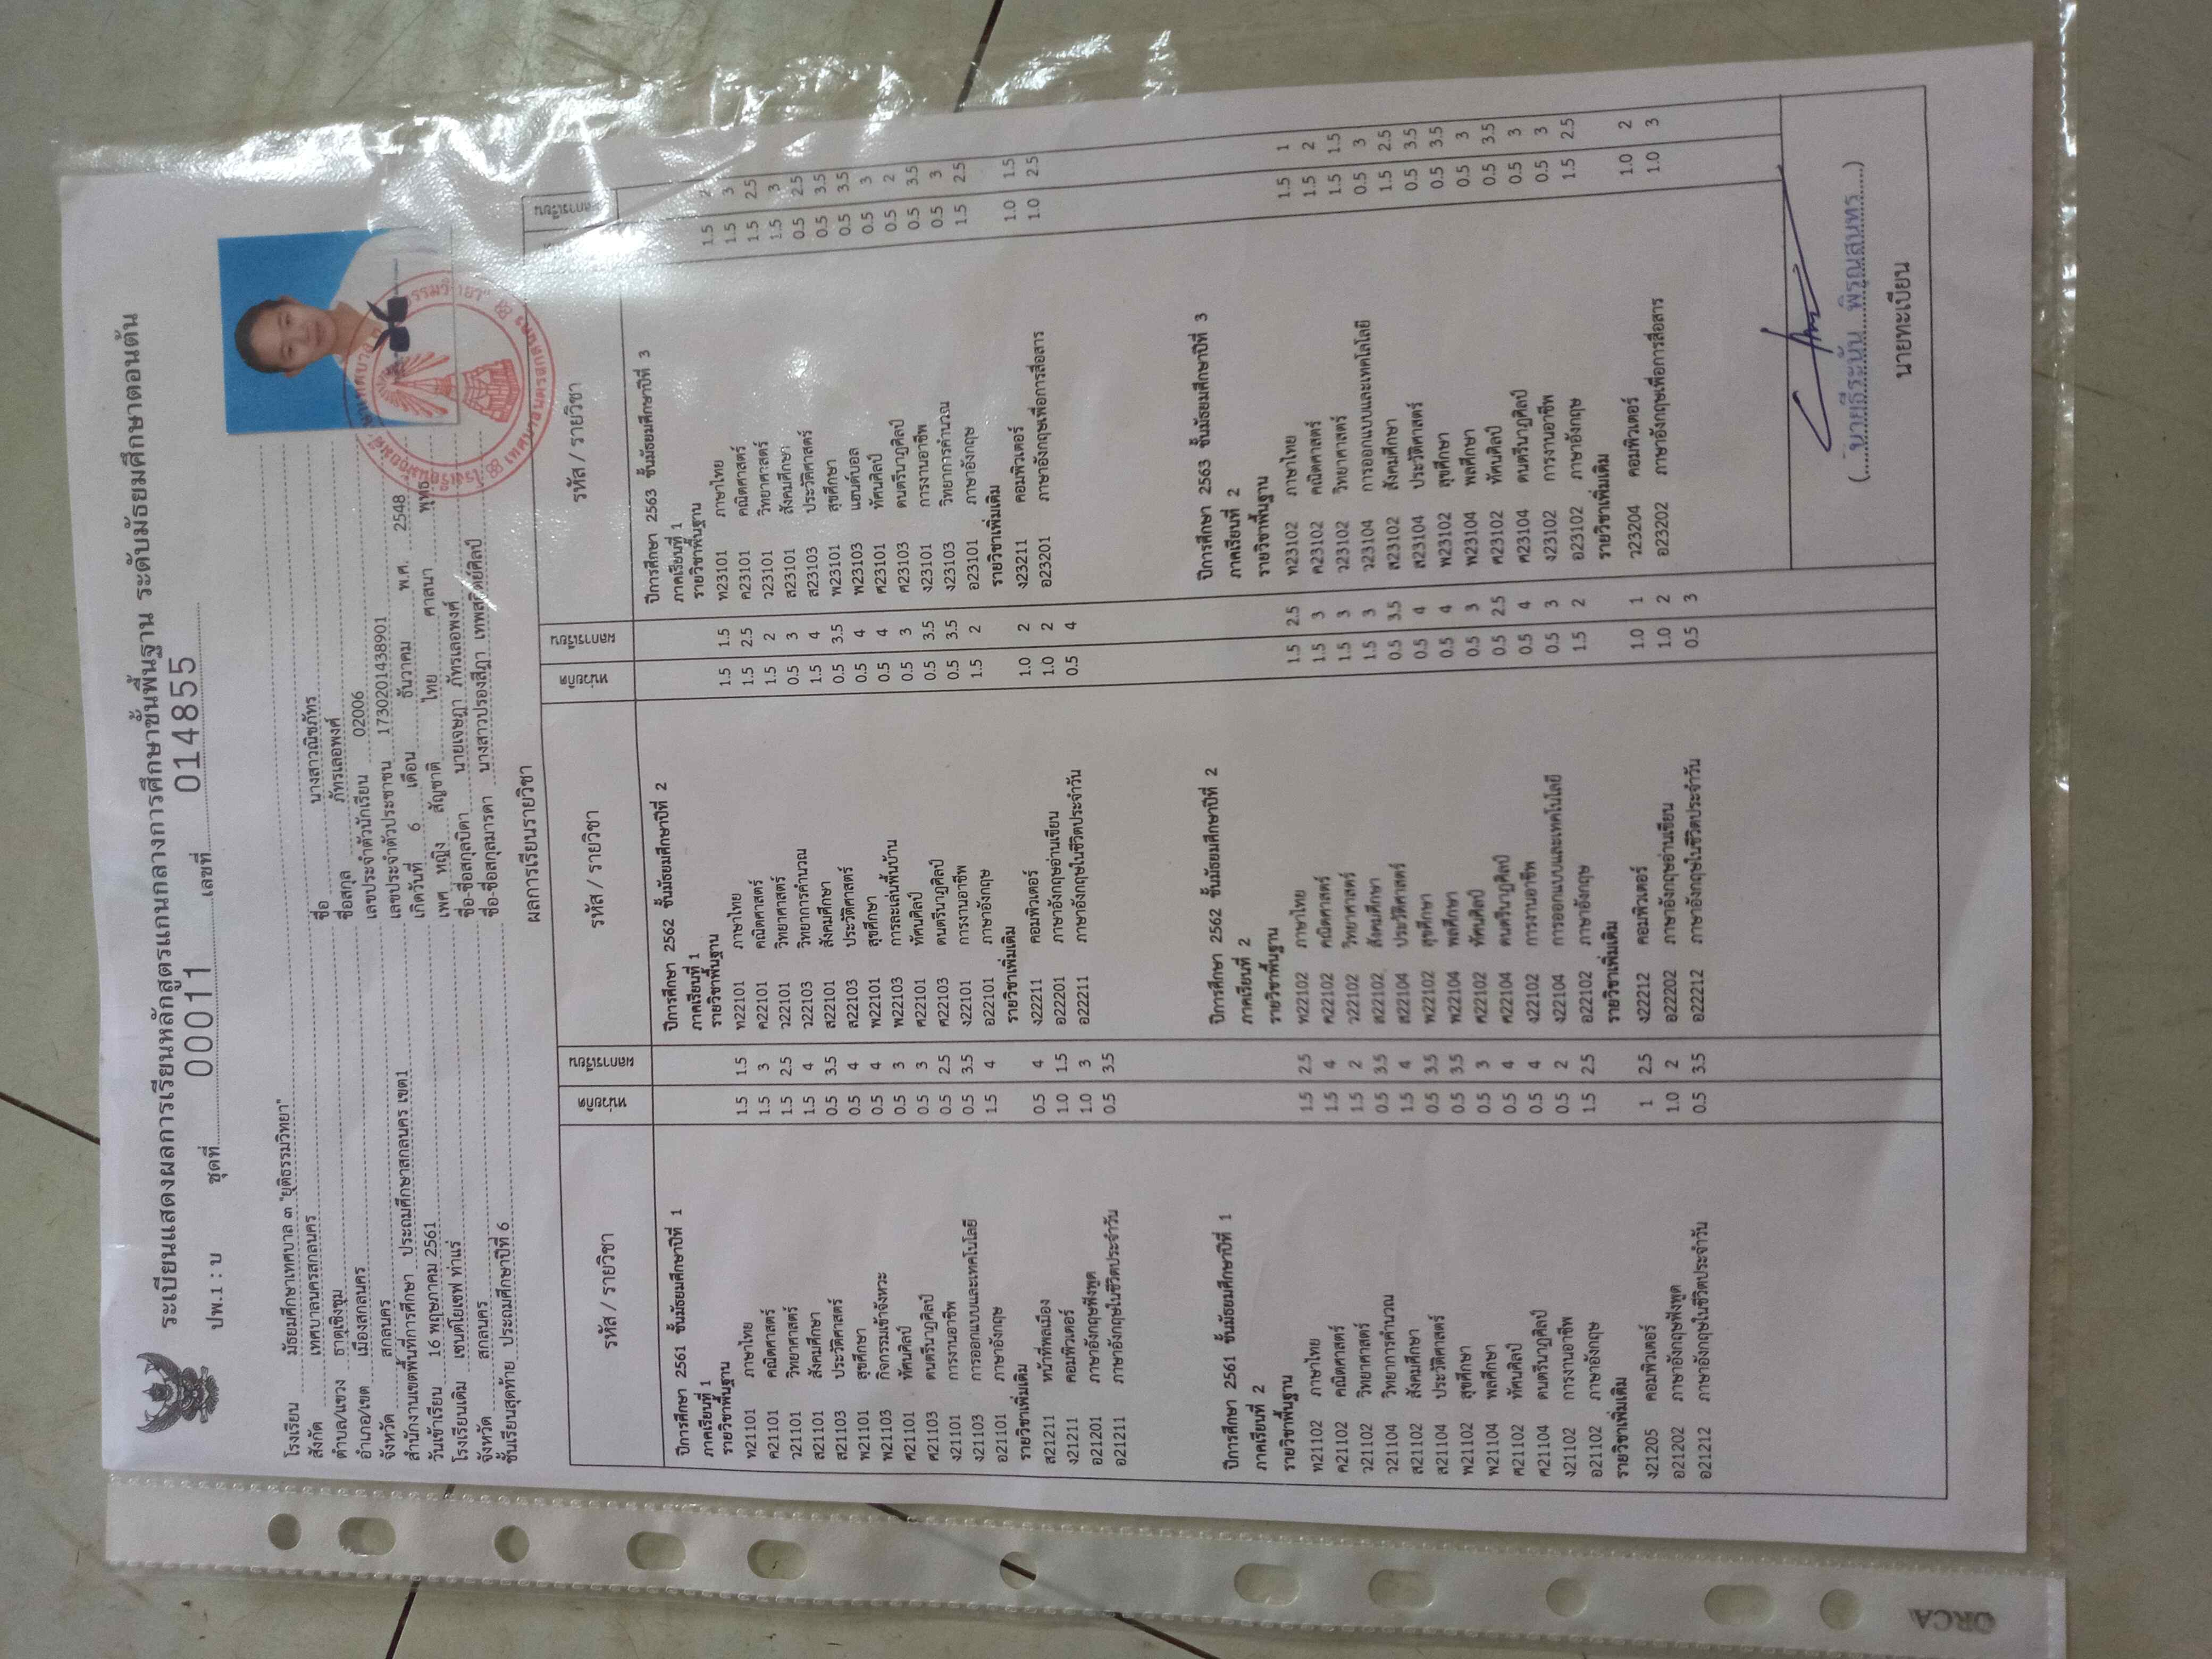 ระเบียนแสดงผลการเรียนหลักสูตรแกนกลางการศึกษาขั้นพื้นฐาน ระดับมัธยมศึกษาตอนต้น
ปพ.1 : บ ชุดที่ 00011 เลขที่ 014855
โรงเรียน มัธยมศึกษาเทศบาล ๓ "ยุติธรรมวิทยา"
สังกัด เทศบาลนครสกลนคร
ตำบล/แขวง ธาตุเชิงชุม
อำเภอ/เขต เมืองสกลนคร
จังหวัด สกลนคร
สำนักงานเขตพื้นที่การศึกษา ประถมศึกษาสกลนคร เขต1
วันเข้าเรียน 16 พฤษภาคม 2561
โรงเรียนเดิม เซนต์โยเซฟ ท่าแร่
จังหวัด สกลนคร
ชั้นเรียนสุดท้าย ประถมศึกษาปีที่ 6
ชื่อ นางสาวณิชภัทร
ชื่อสกุล ภัทรเลอพงศ์
เลขประจำตัวนักเรียน 02006
เลขประจำตัวประชาชน 1730201438901
เกิดวันที่ 6 เดือน ธันวาคม พ.ศ. 2548
เพศ หญิง สัญชาติ ไทย ศาสนา พุทธ
ชื่อ-ชื่อสกุลบิดา นายเจษฎา ภัทรเลอพงศ์
ชื่อ-ชื่อสกุลมารดา นางสาวปรองสีฎา เทพสถิตย์ศิลป์
ผลการเรียนรายวิชา
รหัส / รายวิชา หน่วยกิต ผลการเรียน
ปีการศึกษา 2561 ชั้นมัธยมศึกษาปีที่ 1
ภาคเรียนที่ 1
รายวิชาพื้นฐาน
ท21101 ภาษาไทย 1.5 1.5
ค21101 คณิตศาสตร์ 1.5 3
ว21101 วิทยาศาสตร์ 1.5 2.5
ส21101 สังคมศึกษา 1.5 4
ส21103 ประวัติศาสตร์ 0.5 3.5
พ21101 สุขศึกษา 0.5 4
พ21103 กิจกรรมเข้าจังหวะ 0.5 4
ศ21101 ทัศนศิลป์ 0.5 3
ศ21103 ดนตรีนาฏศิลป์ 0.5 3
ง21101 การงานอาชีพ 0.5 2.5
ง21103 การออกแบบและเทคโนโลยี 0.5 3.5
อ21101 ภาษาอังกฤษ 1.5 4
รายวิชาเพิ่มเติม
ส21211 หน้าที่พลเมือง 0.5 4
ง21211 คอมพิวเตอร์ 1.0 1.5
อ21201 ภาษาอังกฤษฟังพูด 1.0 3
อ21211 ภาษาอังกฤษในชีวิตประจำวัน 0.5 3.5
ปีการศึกษา 2561 ชั้นมัธยมศึกษาปีที่ 1
ภาคเรียนที่ 2
รายวิชาพื้นฐาน
ท21102 ภาษาไทย 1.5 2.5
ค21102 คณิตศาสตร์ 1.5 4
ว21102 วิทยาศาสตร์ 1.5 2
ว21104 วิทยาการคำนวณ 0.5 3.5
ส21102 สังคมศึกษา 1.5 4
ส21104 ประวัติศาสตร์ 0.5 3.5
พ21102 สุขศึกษา 0.5 3.5
พ21104 พลศึกษา 0.5 3
ศ21102 ทัศนศิลป์ 0.5 4
ศ21104 ดนตรีนาฏศิลป์ 0.5 4
ง21102 การงานอาชีพ 0.5 2
อ21102 ภาษาอังกฤษ 1.5 2.5
รายวิชาเพิ่มเติม
ง21205 คอมพิวเตอร์ 1 2.5
อ21202 ภาษาอังกฤษฟังพูด 1.0 2
อ21212 ภาษาอังกฤษในชีวิตประจำวัน 0.5 3.5
รหัส / รายวิชา หน่วยกิต ผลการเรียน
ปีการศึกษา 2562 ชั้นมัธยมศึกษาปีที่ 2
ภาคเรียนที่ 1
รายวิชาพื้นฐาน
ท22101 ภาษาไทย 1.5 1.5
ค22101 คณิตศาสตร์ 1.5 2.5
ว22101 วิทยาศาสตร์ 1.5 2
ว22103 วิทยาการคำนวณ 0.5 3
ส22101 สังคมศึกษา 1.5 4
ส22103 ประวัติศาสตร์ 0.5 3.5
พ22101 สุขศึกษา 0.5 4
พ22103 การละเล่นพื้นบ้าน 0.5 4
ศ22101 ทัศนศิลป์ 0.5 3
ศ22103 ดนตรีนาฏศิลป์ 0.5 3.5
ง22101 การงานอาชีพ 0.5 3.5
อ22101 ภาษาอังกฤษ 1.5 2
รายวิชาเพิ่มเติม
ง22211 คอมพิวเตอร์ 1.0 2
อ22201 ภาษาอังกฤษอ่านเขียน 1.0 2
อ22211 ภาษาอังกฤษในชีวิตประจำวัน 0.5 4
ปีการศึกษา 2562 ชั้นมัธยมศึกษาปีที่ 2
ภาคเรียนที่ 2
รายวิชาพื้นฐาน
ท22102 ภาษาไทย 1.5 2.5
ค22102 คณิตศาสตร์ 1.5 3
ว22102 วิทยาศาสตร์ 1.5 3
ส22102 สังคมศึกษา 1.5 3
ส22104 ประวัติศาสตร์ 0.5 3.5
พ22102 สุขศึกษา 0.5 4
พ22104 พลศึกษา 0.5 4
ศ22102 ทัศนศิลป์ 0.5 3
ศ22104 ดนตรีนาฏศิลป์ 0.5 2.5
ง22102 การงานอาชีพ 0.5 4
ง22104 การออกแบบและเทคโนโลยี 0.5 3
อ22102 ภาษาอังกฤษ 1.5 2
รายวิชาเพิ่มเติม
ง22212 คอมพิวเตอร์ 1.0 1
อ22202 ภาษาอังกฤษอ่านเขียน 1.0 2
อ22212 ภาษาอังกฤษในชีวิตประจำวัน 0.5 3
รหัส / รายวิชา ผลการเรียน
ปีการศึกษา 2563 ชั้นมัธยมศึกษาปีที่ 3
ภาคเรียนที่ 1
รายวิชาพื้นฐาน
ท23101 ภาษาไทย 1.5 2
ค23101 คณิตศาสตร์ 1.5 3
ว23101 วิทยาศาสตร์ 1.5 2.5
ส23101 สังคมศึกษา 1.5 3
ส23103 ประวัติศาสตร์ 0.5 2.5
พ23101 สุขศึกษา 0.5 3.5
พ23103 แฮนด์บอล 0.5 3.5
ศ23101 ทัศนศิลป์ 0.5 3
ศ23103 ดนตรีนาฏศิลป์ 0.5 2
ง23101 การงานอาชีพ 0.5 3.5
ง23103 วิทยาการคำนวณ 0.5 3
อ23101 ภาษาอังกฤษ 1.5 2.5
รายวิชาเพิ่มเติม
ง23211 คอมพิวเตอร์ 1.0 1.5
อ23201 ภาษาอังกฤษเพื่อการสื่อสาร 1.0 2.5
ปีการศึกษา 2563 ชั้นมัธยมศึกษาปีที่ 3
ภาคเรียนที่ 2
รายวิชาพื้นฐาน
ท23102 ภาษาไทย 1.5 1
ค23102 คณิตศาสตร์ 1.5 2
ว23102 วิทยาศาสตร์ 1.5 1.5
ว23104 การออกแบบและเทคโลโลยี 0.5 3
ส23102 สังคมศึกษา 1.5 2.5
ส23104 ประวัติศาสตร์ 0.5 3.5
พ23102 สุขศึกษา 0.5 3.5
พ23104 พลศึกษา 0.5 3
ศ23102 ทัศนศิลป์ 0.5 3.5
ศ23104 ดนตรีนาฏศิลป์ 0.5 3
ง23102 การงานอาชีพ 0.5 3
อ23102 ภาษาอังกฤษ 1.5 2.5
รายวิชาเพิ่มเติม
ว23204 คอมพิวเตอร์ 1.0 2
อ23202 ภาษาอังกฤษเพื่อการสื่อสาร 1.0 3
(นายธีระนัน พิรุณสุนทร)
นายทะเบียน
ORCA